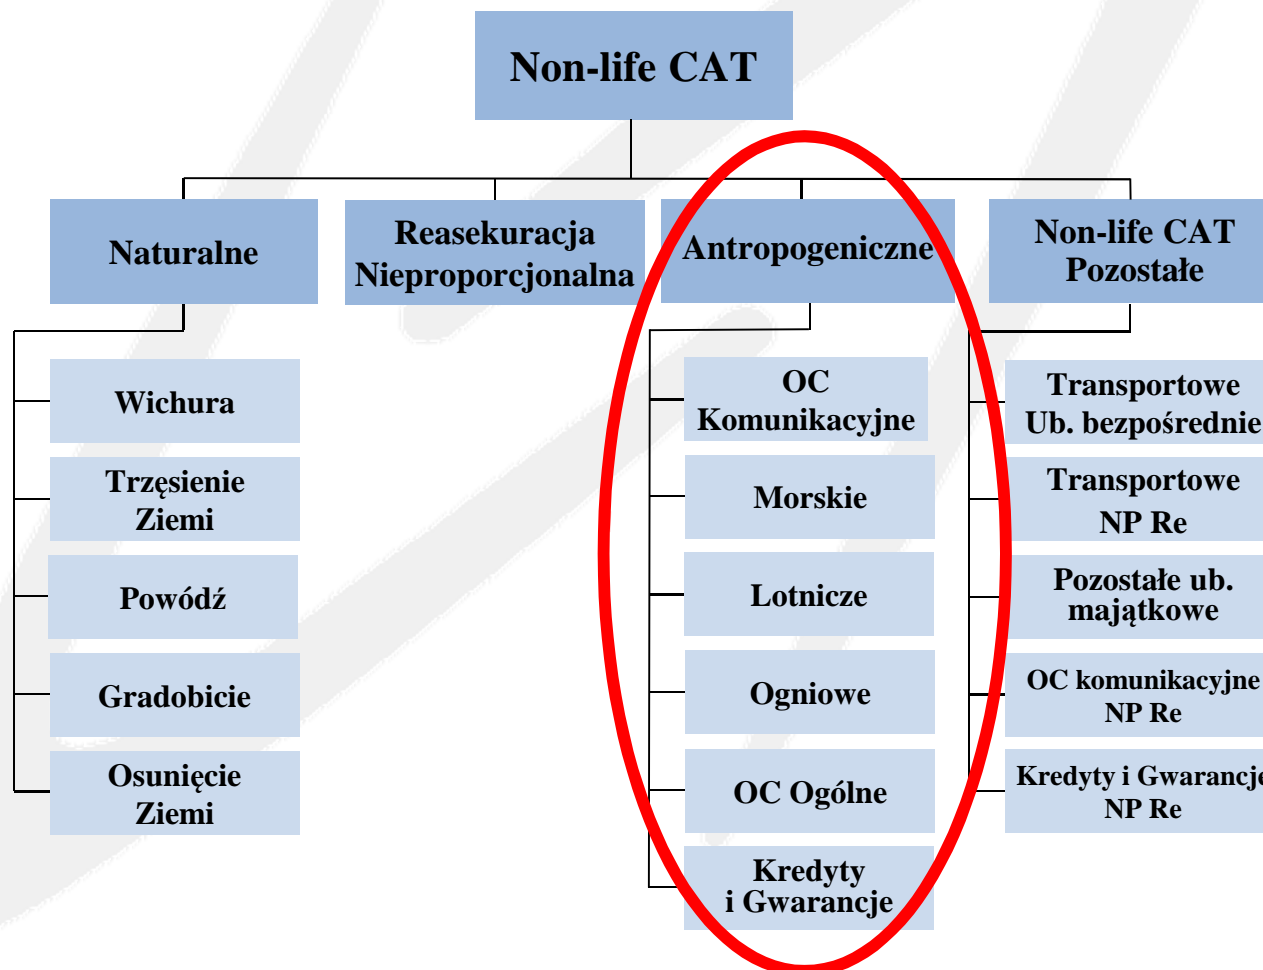 Non-life CAT
Naturalne
Reasekuracja
Nieproporcjonalna
Antropogeniczne
Non-life CAT
Pozostałe
Wichura
Trzęsienie
Ziemi
Powódź
Gradobicie
Osunięcie
Ziemi
OC
Komunikacyjne
Morskie
Lotnicze
Ogniowe
OC Ogólne
Kredyty
i Gwarancje
Transportowe
Ub. bezpośrednie
Transportowe
NP Re
Pozostałe ub.
majątkowe
OC komunikacyjne
NP Re
Kredyty i Gwarancje
NP Re